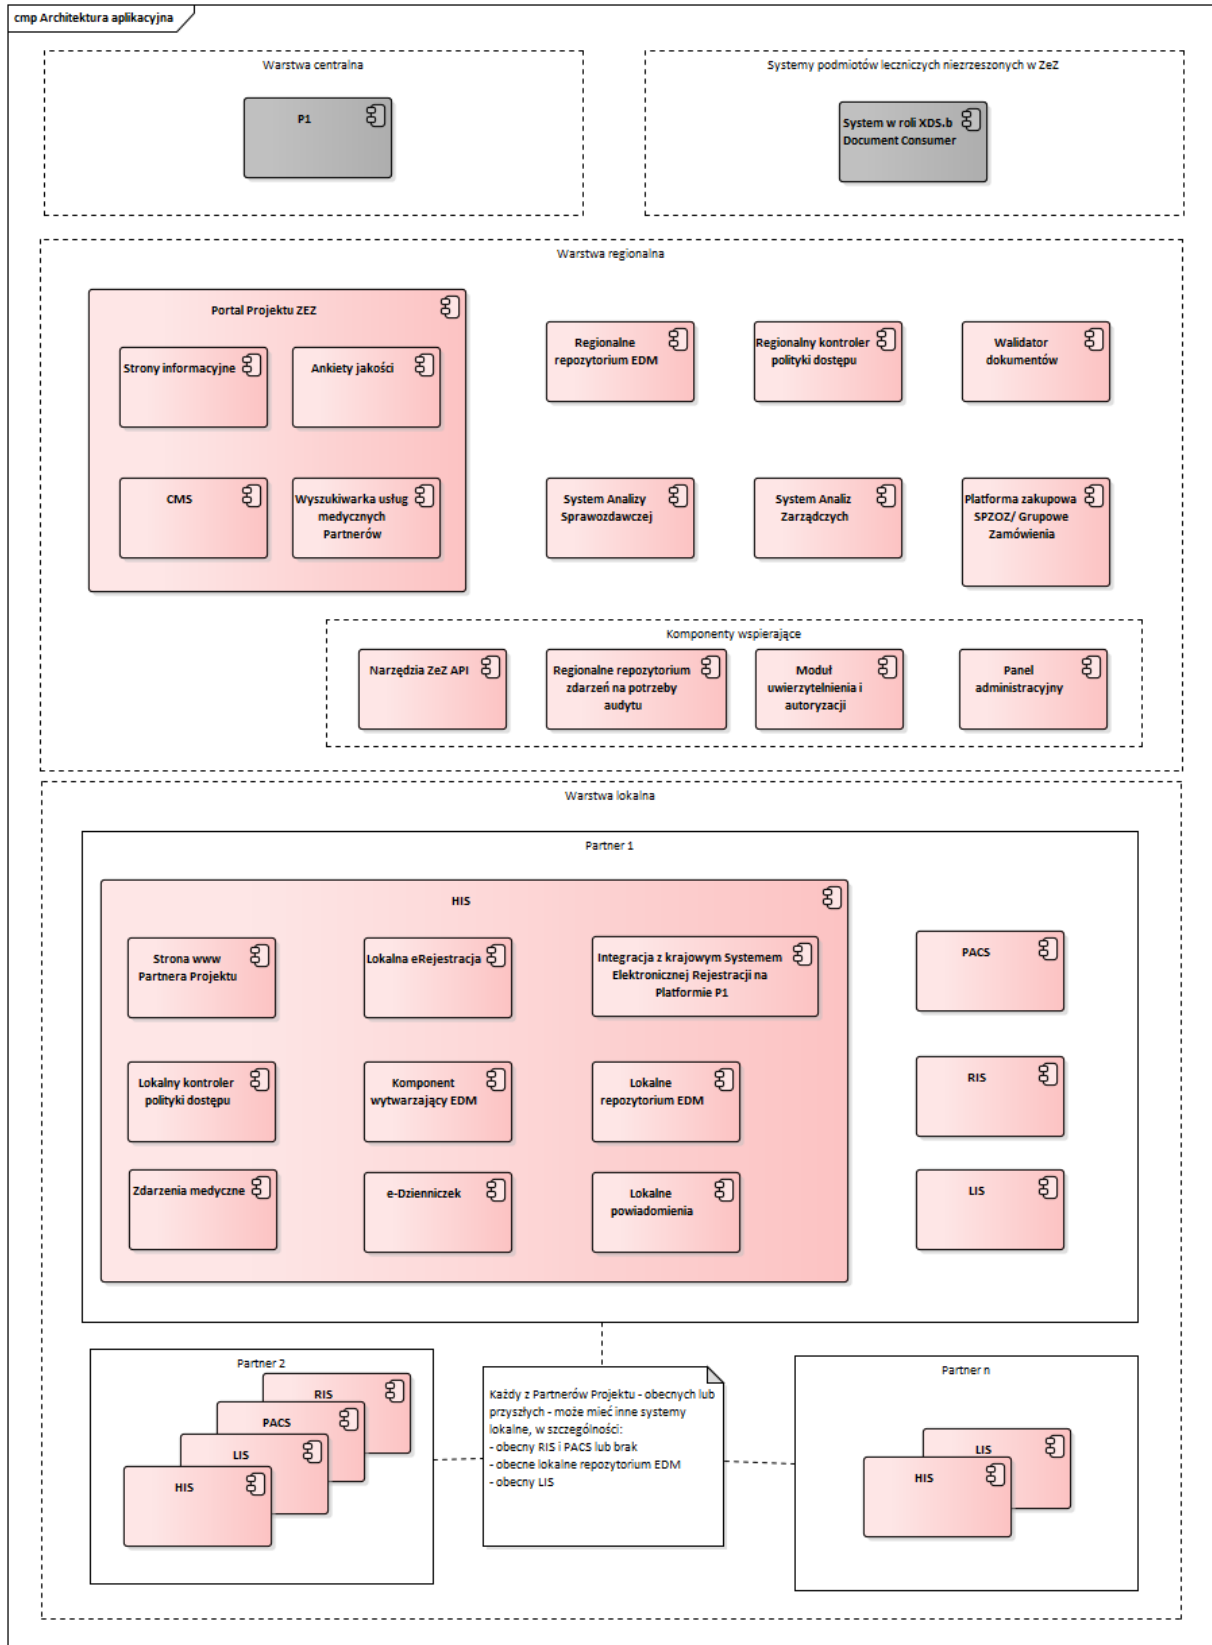 cmp Architektura aplikacyjna
Warstwa centralna
P1
Systemy podmiotów leczniczych niezrzeszonych w ZeZ
System w roli XDS.b
Document Consumer
Warstwa regionalna
Portal Projektu ZEZ
Strony informacyjne
Ankiety jakości
CMS
Wyszukiwarka usług
medycznych
Partnerów
Regionalne
repozytorium EDM
Regionalny kontroler
polityki dostępu
Walidator
dokumentów
System Analizy
Sprawozdawczej
System Analiz
Zarządczych
Platforma zakupowa
SPZOZ/ Grupowe
Zamówienia
Komponenty wspierające
Narzędzia ZeZ API
Regionalne repozytorium
zdarzeń na potrzeby
audytu
Moduł
uwierzytelnienia i
autoryzacji
Panel
administracyjny
Warstwa lokalna
Partner 1
HIS
Strona www
Partnera Projektu
Lokalna eRejestracja
Integracja z krajowym Systemem
Elektronicznej Rejestracji na
Platformie P1
Lokalny kontroler
polityki dostępu
Komponent
wytwarzający EDM
Lokalne
repozytorium EDM
Zdarzenia medyczne
e-Dzienniczek
Lokalne
powiadomienia
PACS
RIS
LIS
Partner 2
RIS
PACS
LIS
HIS
Każdy z Partnerów Projektu - obecnych lub
przyszłych - może mieć inne systemy
lokalne, w szczególności:
- obecny RIS i PACS lub brak
- obecne lokalne repozytorium EDM
- obecny LIS
Partner n
LIS
HIS